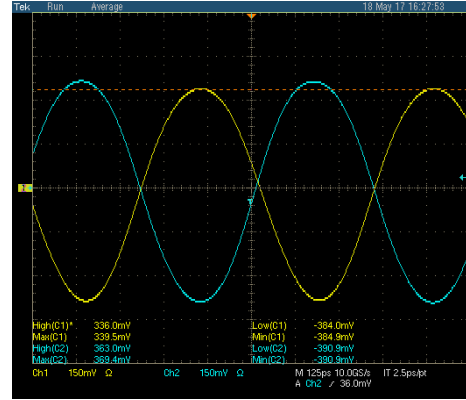 Tek Run Average 18 May 17 16:27:53
High(C1)* 336.0mV Low(C1) -384.0mV
Max(C1) 339.5mV Min(C1) -384.9mV
High(C2) 363.0mV Low(C2) -390.9mV
Max(C2) 369.4mV Min(C2) -390.9mV
Ch1 150mV Ω Ch2 150mV Ω M 125ps 10.0GS/s IT 2.5ps/pt
A Ch2 ∕ 36.0mV